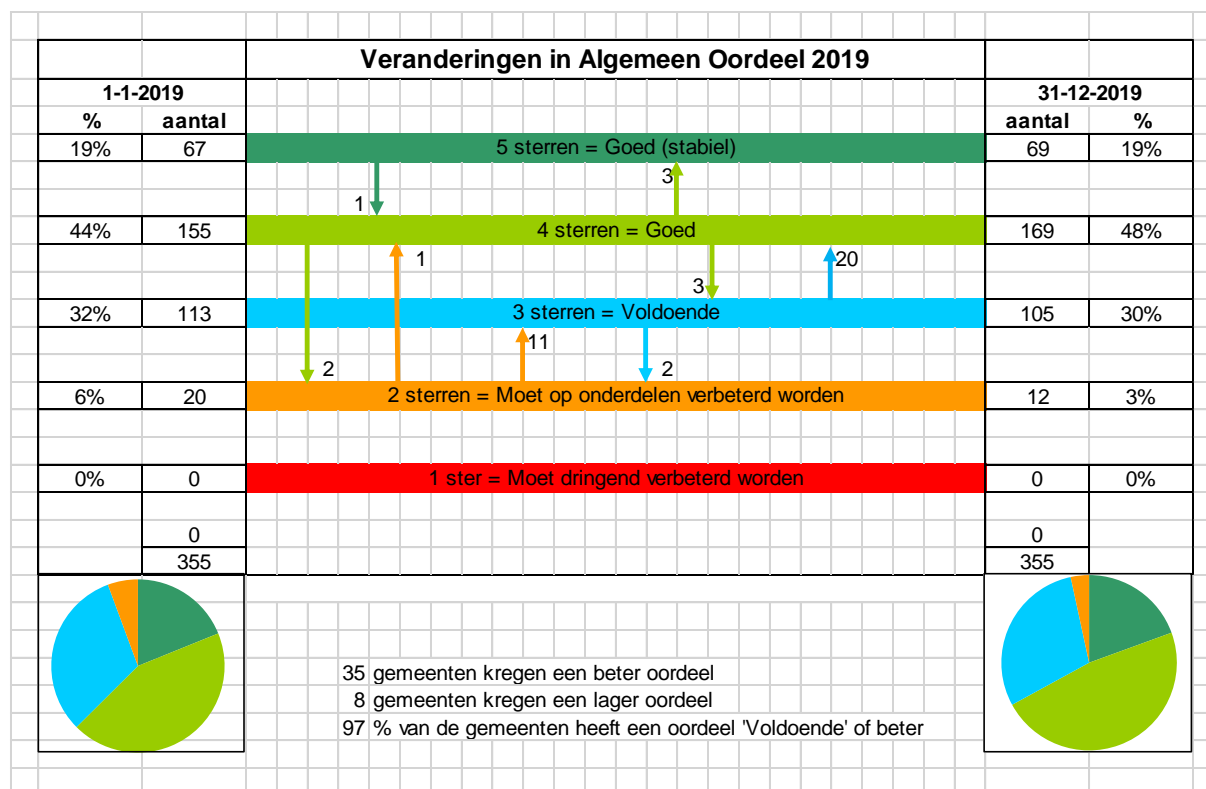 Veranderingen in Algemeen Oordeel 2019
1-1-2019 31-12-2019
% aantal aantal %
19% 67 5 sterren = Goed (stabiel) 69 19%
3
1
44% 155 4 sterren = Goed 169 48%
1 20
3
32% 113 3 sterren = Voldoende 105 30%
11
2 2
6% 20 2 sterren = Moet op onderdelen verbeterd worden 12 3%
0% 0 1 ster = Moet dringend verbeterd worden 0 0%
0 0
355 355
35 gemeenten kregen een beter oordeel
8 gemeenten kregen een lager oordeel
97 % van de gemeenten heeft een oordeel 'Voldoende' of beter